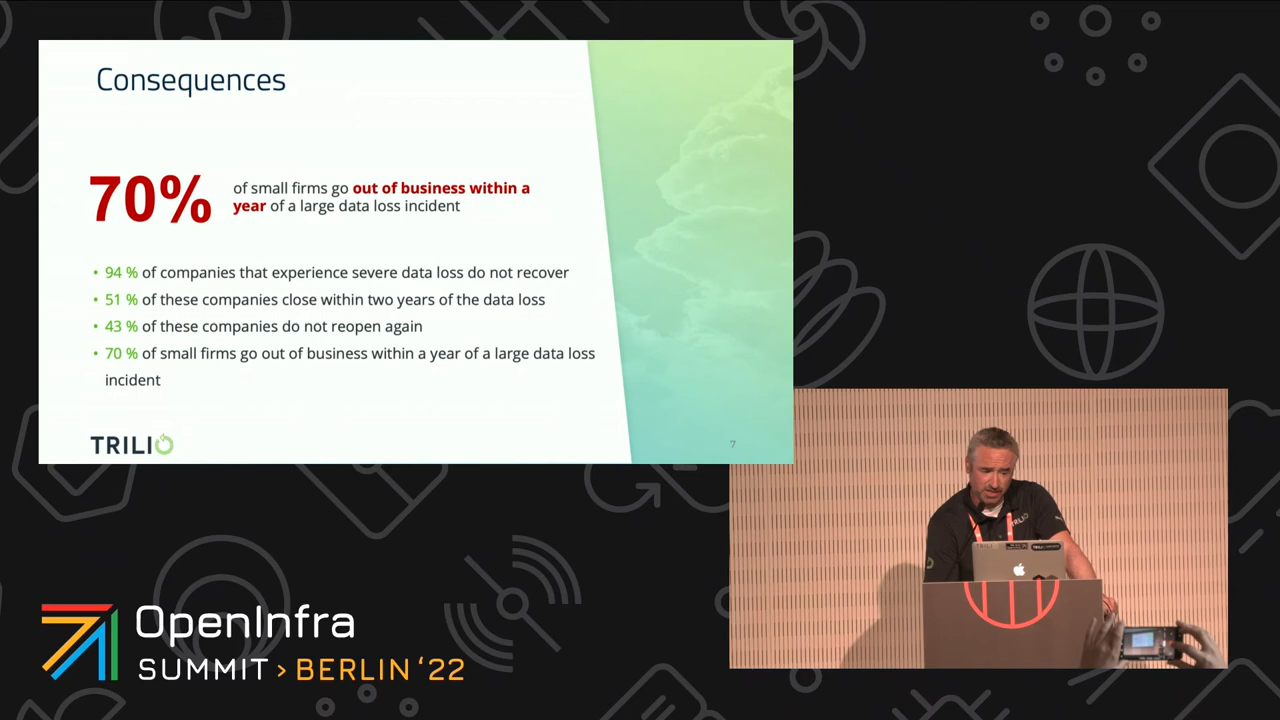 Consequences
70%
of small firms go out of business within a
year of a large data loss incident
• 94 % of companies that experience severe data loss do not recover
• 51 % of these companies close within two years of the data loss
• 43 % of these companies do not reopen again
• 70 % of small firms go out of business within a year of a large data loss
incident
TRILIO
7
TRILIO
TRILIO
OpenInfra
SUMMIT > BERLIN ‘22